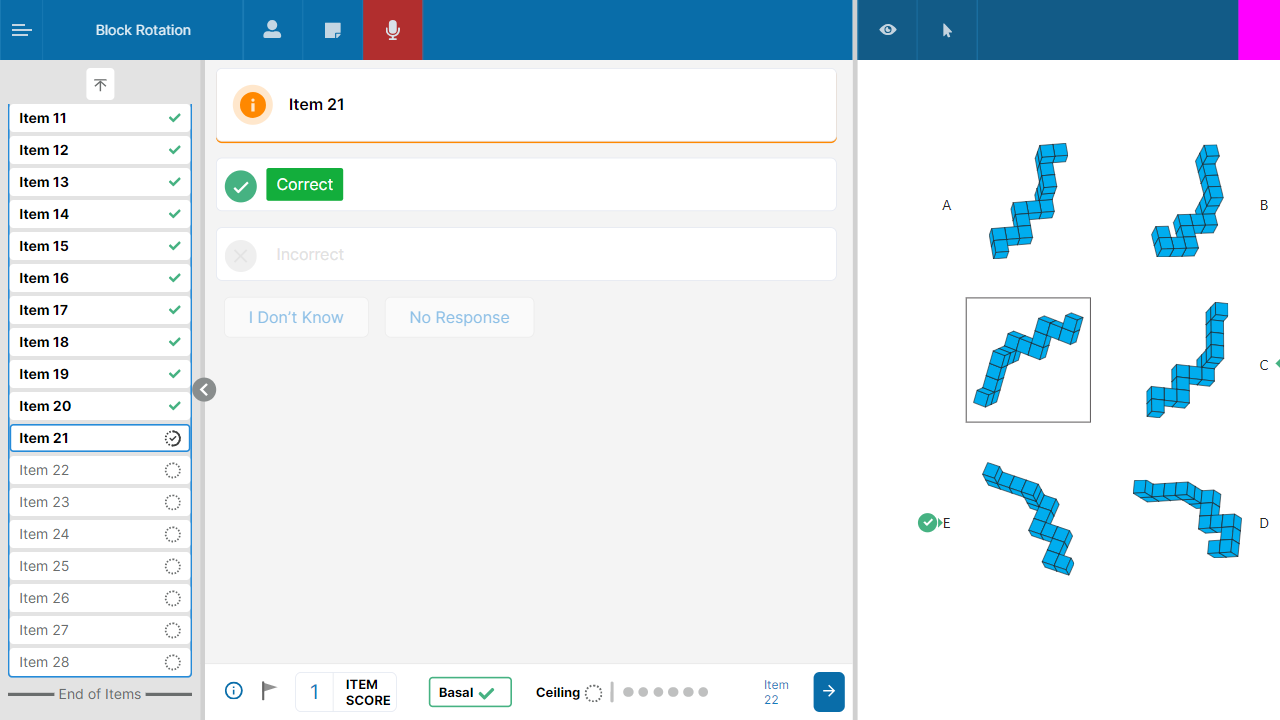 Block Rotation
Item 11
Item 12
Item 13
Item 14
Item 15
Item 16
Item 17
Item 18
Item 19
Item 20
Item 21
Item 22
Item 23
Item 24
Item 25
Item 26
Item 27
Item 28
End of Items
Item 21
Correct
Incorrect
I Don't Know
No Response
1
ITEM
SCORE
Basal
Ceiling
Item
22
A
B
C
E
D